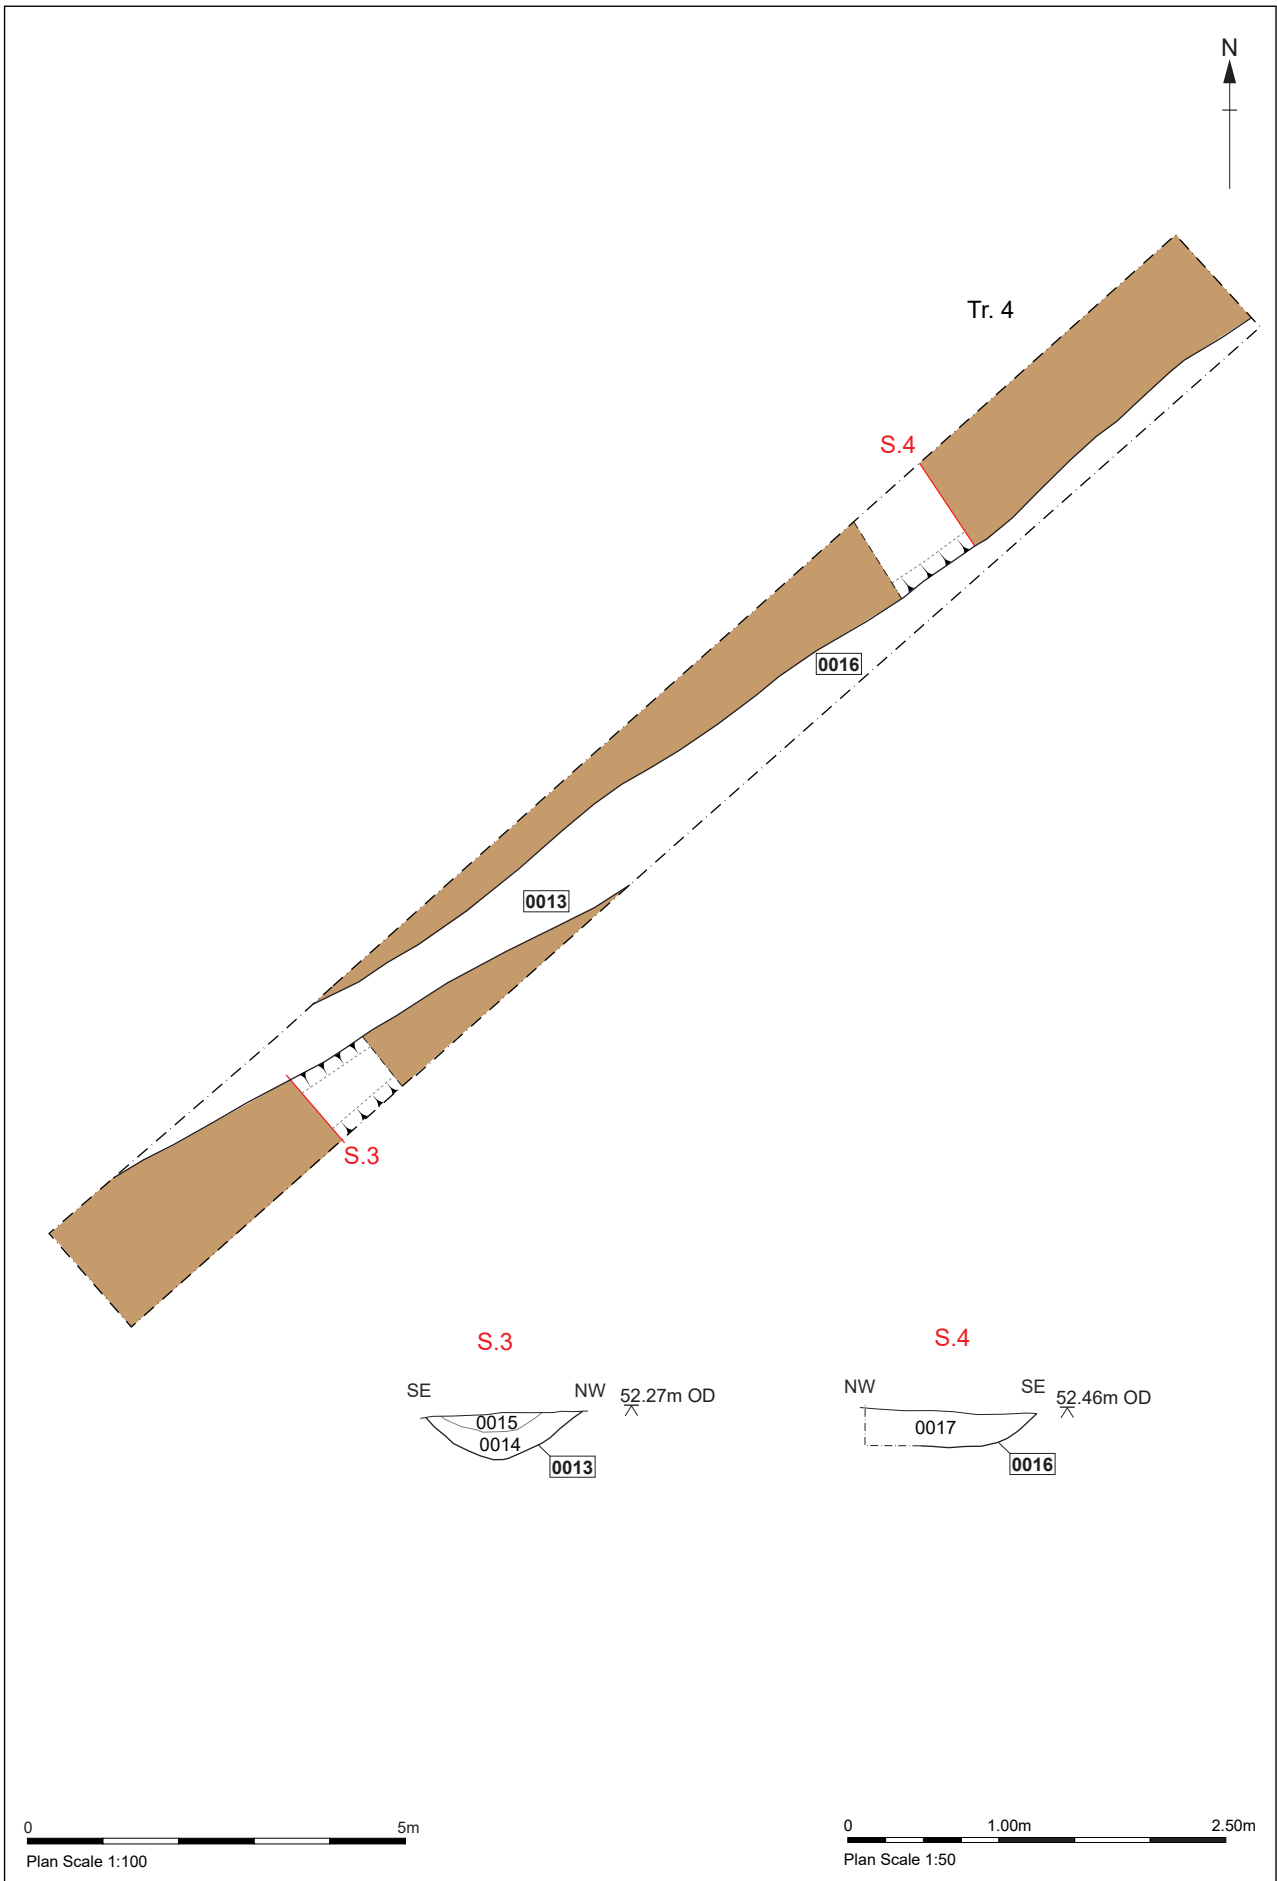 N
Tr. 4
S.4
0016
0013
S.3
S.3
SE NW 52.27m OD
0015
0014
0013
S.4
NW SE 52.46m OD
0017
0016
0 5m
Plan Scale 1:100
0 1.00m 2.50m
Plan Scale 1:50